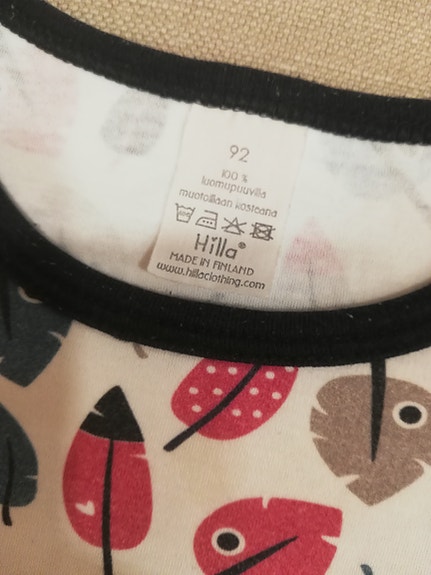 92
100 %
luomupuuvilla
muotoillaan kosteana
Hilla®
MADE IN FINLAND
www.hillaclothing.com